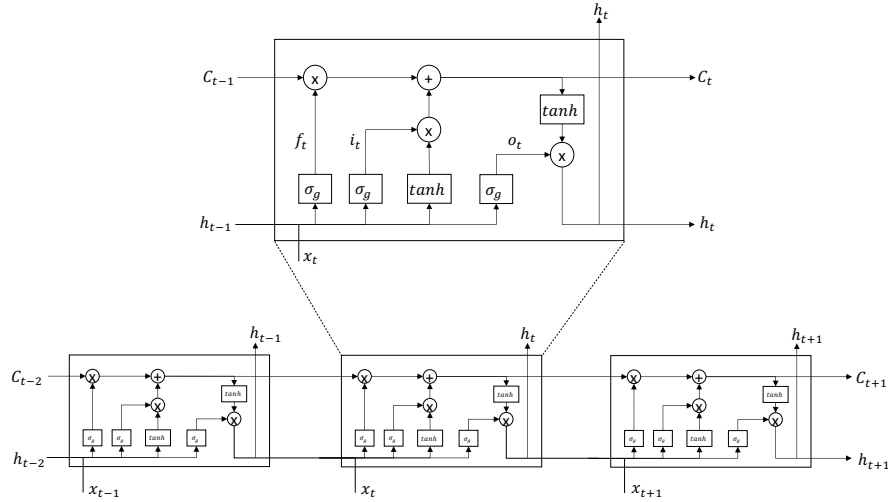 h_t
C_{t-1} x + C_t
tanh
f_t i_t x o_t x
σ_g σ_g tanh σ_g
h_{t-1} h_t
x_t
h_{t-1} h_t h_{t+1}
C_{t-2} x + x + x + C_{t+1}
tanh tanh tanh
x x x x x x
σ_g σ_g tanh σ_g σ_g σ_g tanh σ_g σ_g σ_g tanh σ_g
h_{t-2} h_{t+1}
x_{t-1} x_t x_{t+1}